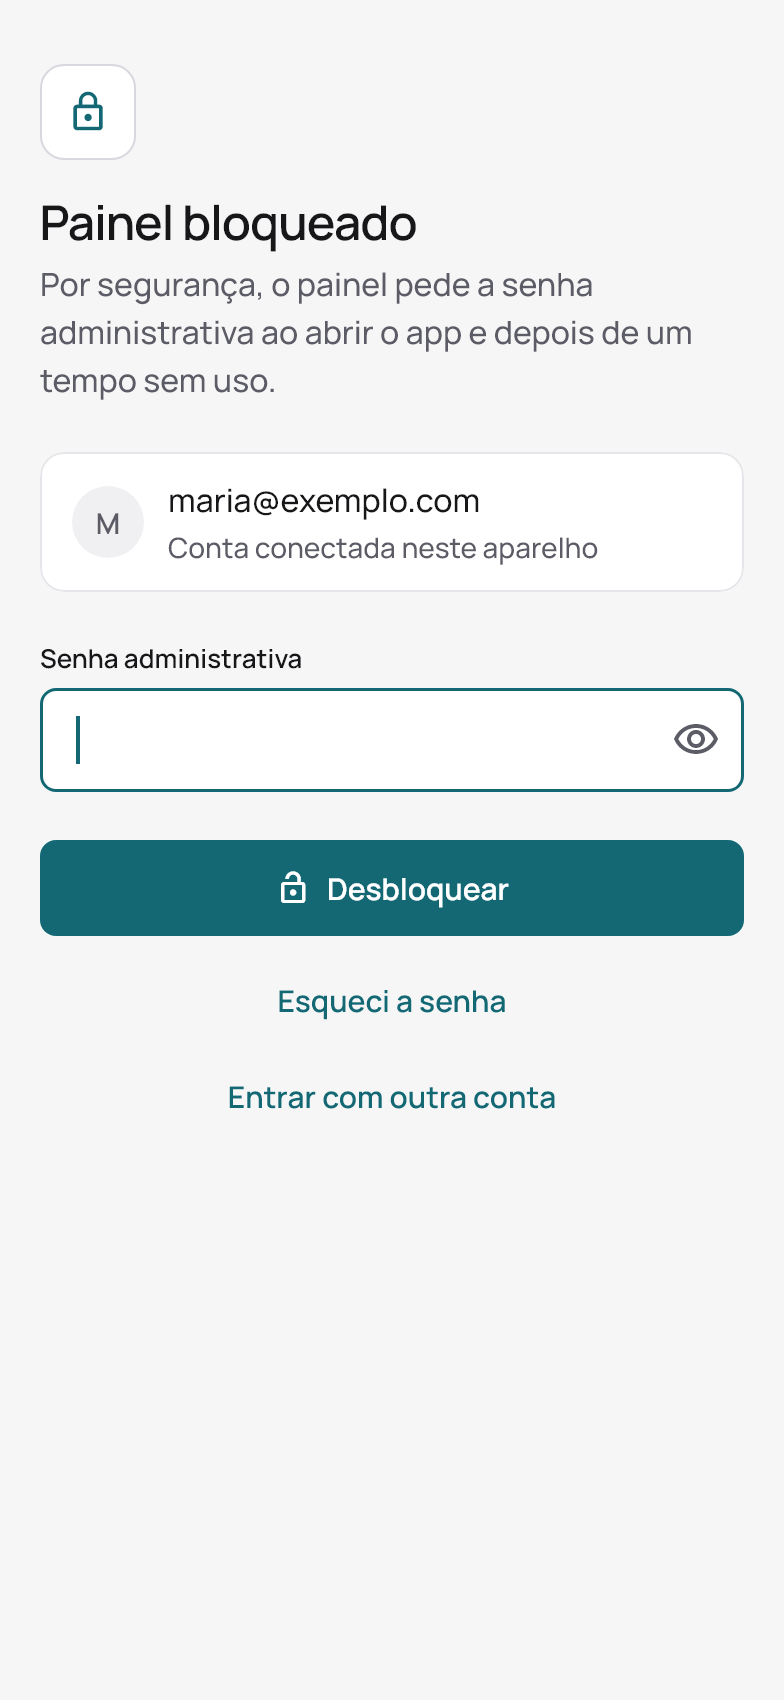 Painel bloqueado
Por segurança, o painel pede a senha
administrativa ao abrir o app e depois de um
tempo sem uso.
M
maria@exemplo.com
Conta conectada neste aparelho
Senha administrativa
Desbloquear
Esqueci a senha
Entrar com outra conta